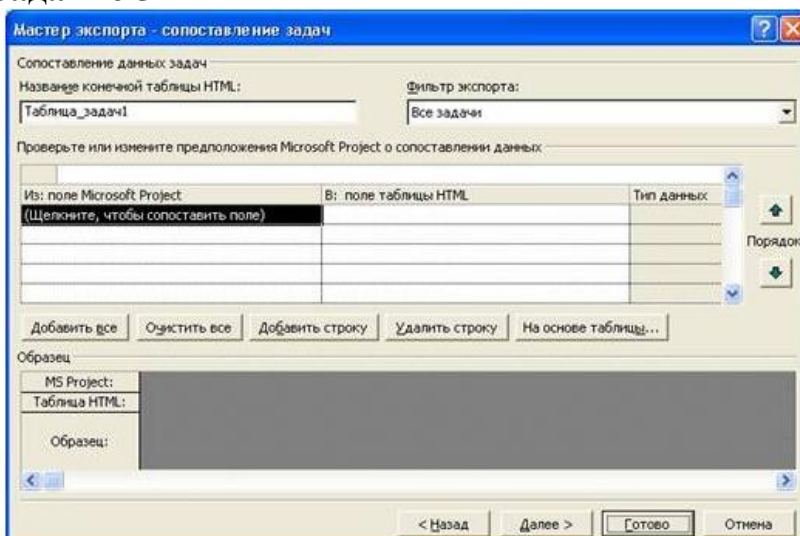 Мастер экспорта - сопоставление задач
Сопоставление данных задач
Название конечной таблицы HTML:
Фильтр экспорта:
Таблица_задач1
Все задачи
Проверьте или измените предположения Microsoft Project о сопоставлении данных
Из: поле Microsoft Project
В: поле таблицы HTML
Тип данных
(Щелкните, чтобы сопоставить поле)
Порядок
Добавить все
Очистить все
Добавить строку
Удалить строку
На основе таблицы...
Образец
MS Project:
Таблица HTML:
Образец:
< Назад
Далее >
Готово
Отмена